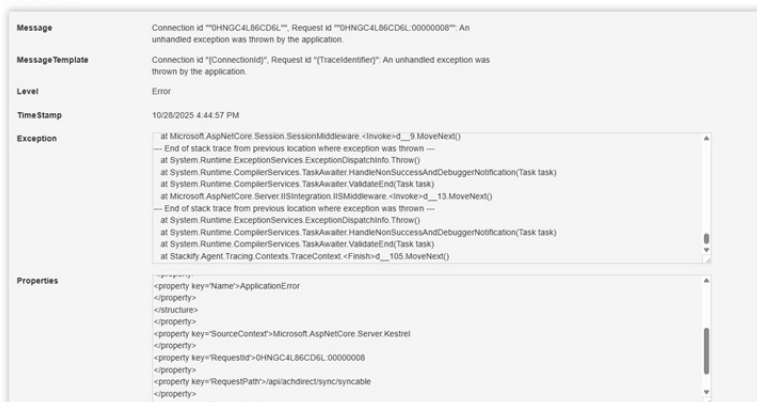 Message
Connection id ""0HNGC4L86CD6L"", Request id ""0HNGC4L86CD6L:00000008"": An
unhandled exception was thrown by the application.
MessageTemplate
Connection id "{ConnectionId}", Request id "{TraceIdentifier}": An unhandled exception was
thrown by the application.
Level
Error
TimeStamp
10/28/2025 4:44:57 PM
Exception
at Microsoft.AspNetCore.Session.SessionMiddleware.<Invoke>d__9.MoveNext()
--- End of stack trace from previous location where exception was thrown ---
at System.Runtime.ExceptionServices.ExceptionDispatchInfo.Throw()
at System.Runtime.CompilerServices.TaskAwaiter.HandleNonSuccessAndDebuggerNotification(Task task)
at System.Runtime.CompilerServices.TaskAwaiter.ValidateEnd(Task task)
at Microsoft.AspNetCore.Server.IISIntegration.IISMiddleware.<Invoke>d__13.MoveNext()
--- End of stack trace from previous location where exception was thrown ---
at System.Runtime.ExceptionServices.ExceptionDispatchInfo.Throw()
at System.Runtime.CompilerServices.TaskAwaiter.HandleNonSuccessAndDebuggerNotification(Task task)
at System.Runtime.CompilerServices.TaskAwaiter.ValidateEnd(Task task)
at Stackify.Agent.Tracing.Contexts.TraceContext.<Finish>d__105.MoveNext()
Properties
<property key='Name'>ApplicationError
</property>
</structure>
</property>
<property key='SourceContext'>Microsoft.AspNetCore.Server.Kestrel
</property>
<property key='RequestId'>0HNGC4L86CD6L:00000008
</property>
<property key='RequestPath'>/api/achdirect/sync/syncable
</property>